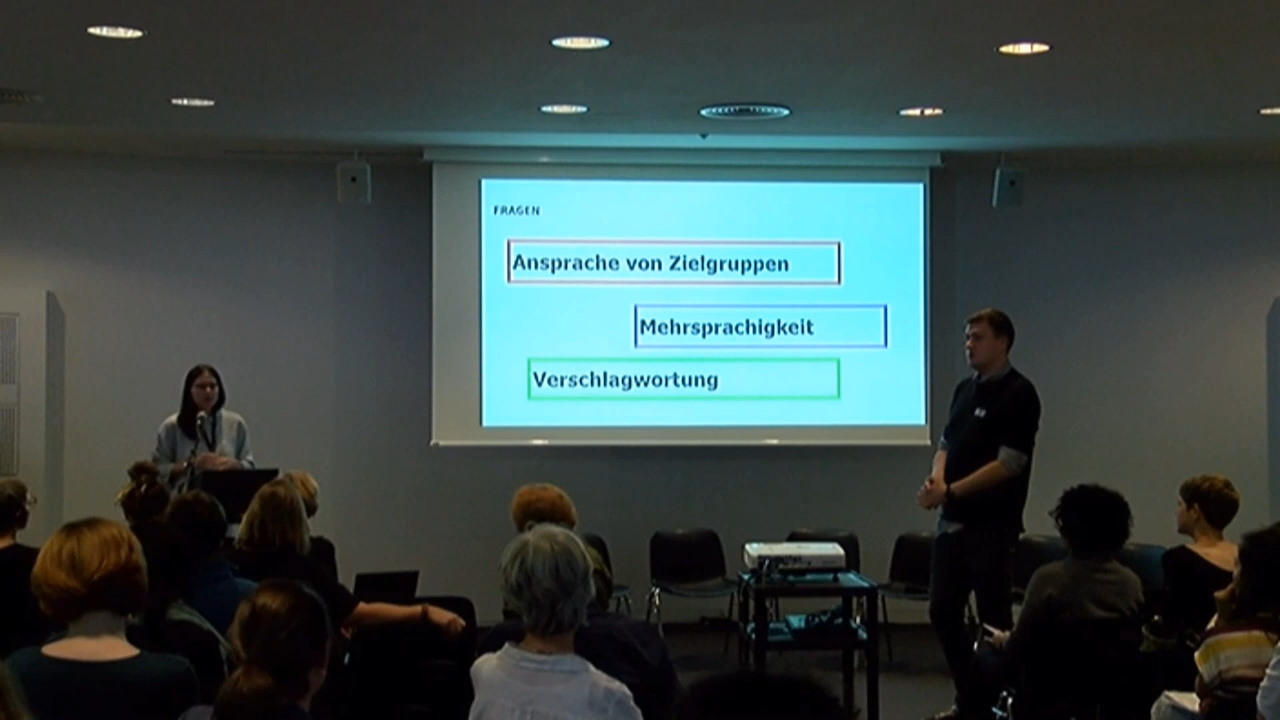 FRAGEN
Ansprache von Zielgruppen
Mehrsprachigkeit
Verschlagwortung